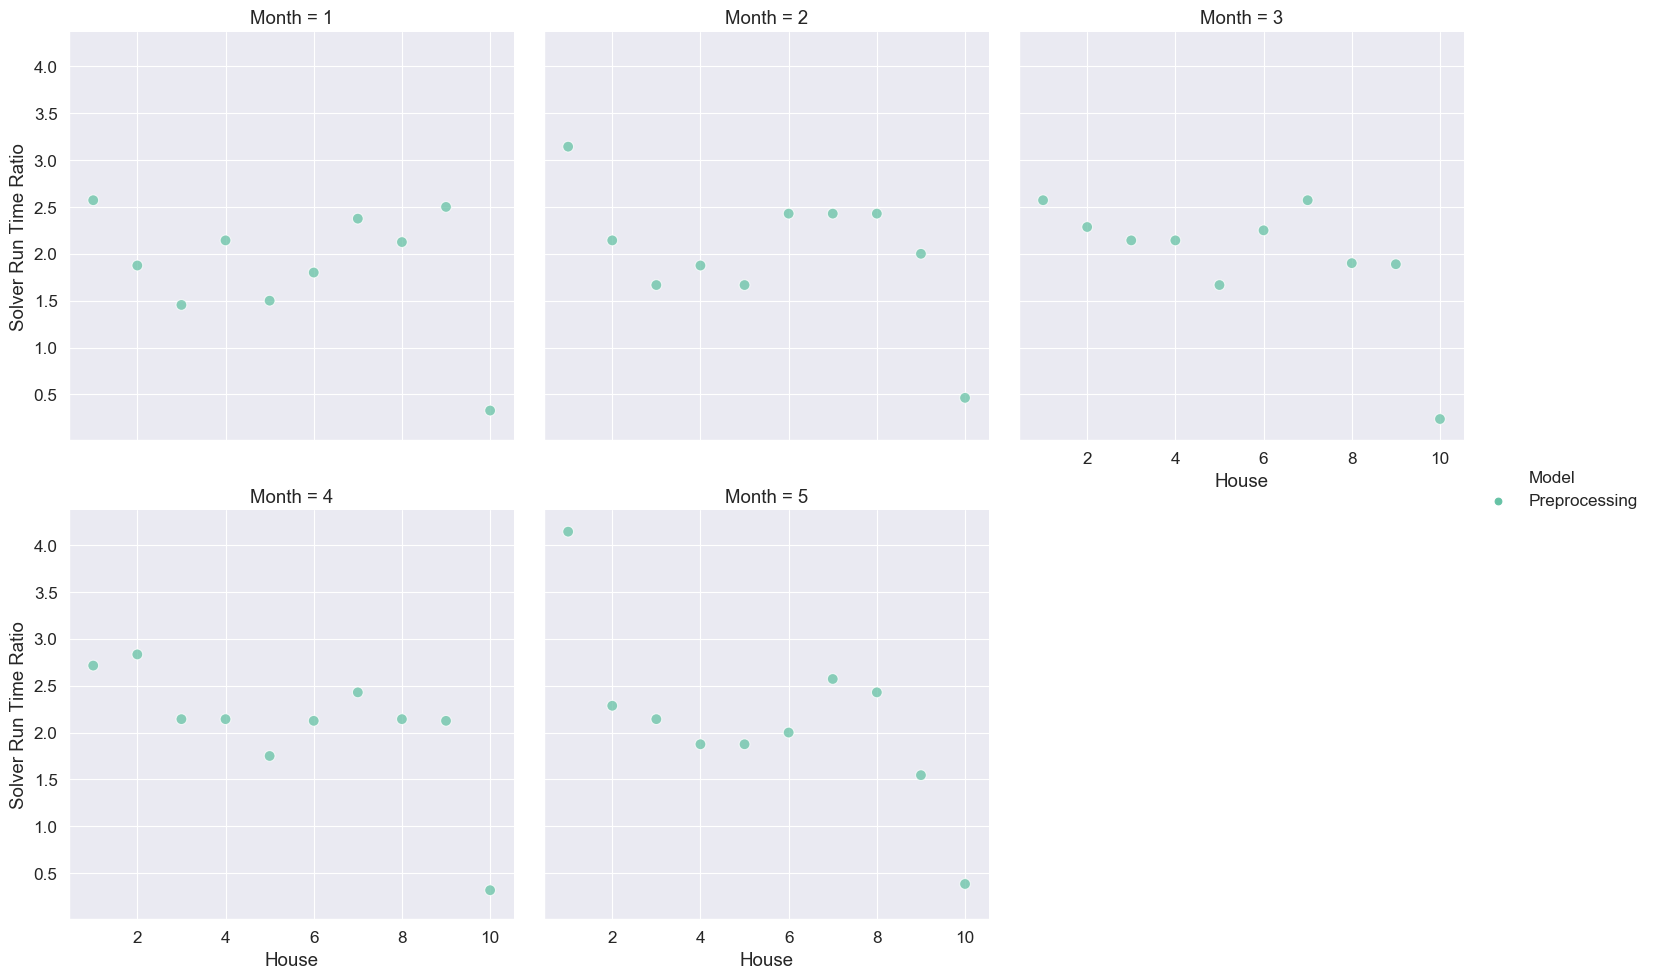 Month = 1
Month = 2
Month = 3
4.0
3.5
3.0
2.5
2.0
1.5
1.0
0.5
Solver Run Time Ratio
2 4 6 8 10
House
Model
Preprocessing
Month = 4
Month = 5
4.0
3.5
3.0
2.5
2.0
1.5
1.0
0.5
Solver Run Time Ratio
2 4 6 8 10
House
2 4 6 8 10
House